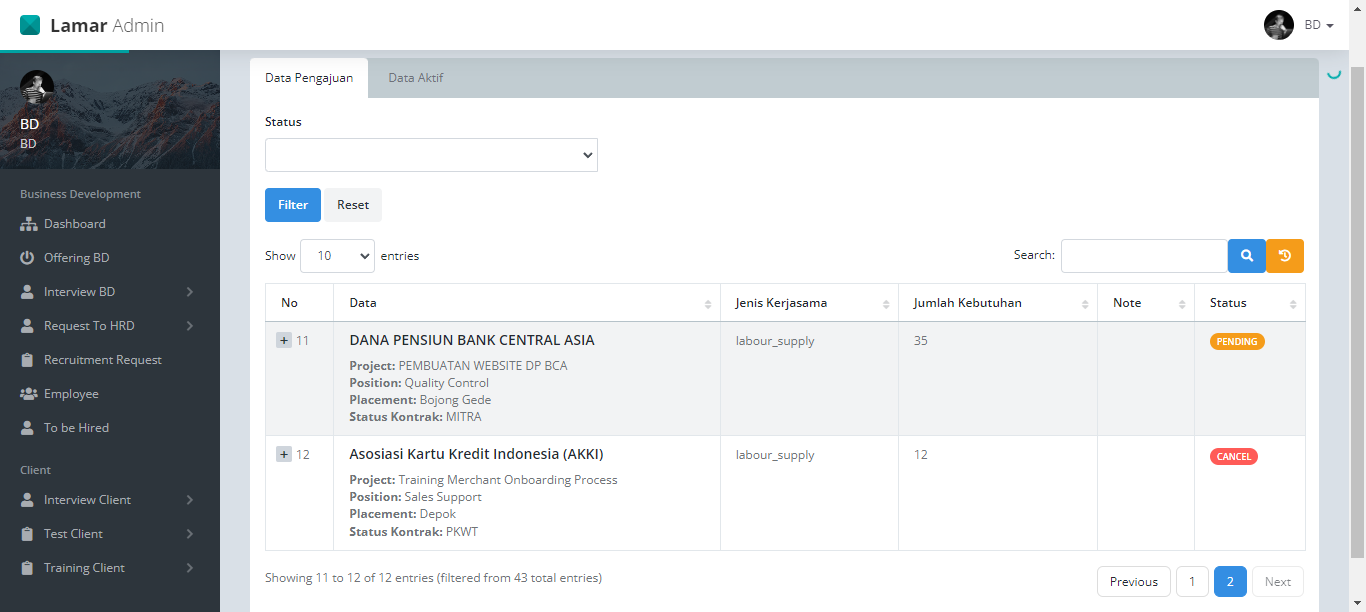 Lamar Admin
BD
BD
BD
Business Development
Dashboard
Offering BD
Interview BD
Request To HRD
Recruitment Request
Employee
To be Hired
Client
Interview Client
Test Client
Training Client
Data Pengajuan
Data Aktif
Status
Filter
Reset
Show 10 entries
Search:
No Data Jenis Kerjasama Jumlah Kebutuhan Note Status
+ 11 DANA PENSIUN BANK CENTRAL ASIA labour_supply 35 PENDING
Project: PEMBUATAN WEBSITE DP BCA
Position: Quality Control
Placement: Bojong Gede
Status Kontrak: MITRA
+ 12 Asosiasi Kartu Kredit Indonesia (AKKI) labour_supply 12 CANCEL
Project: Training Merchant Onboarding Process
Position: Sales Support
Placement: Depok
Status Kontrak: PKWT
Showing 11 to 12 of 12 entries (filtered from 43 total entries)
Previous 1 2 Next